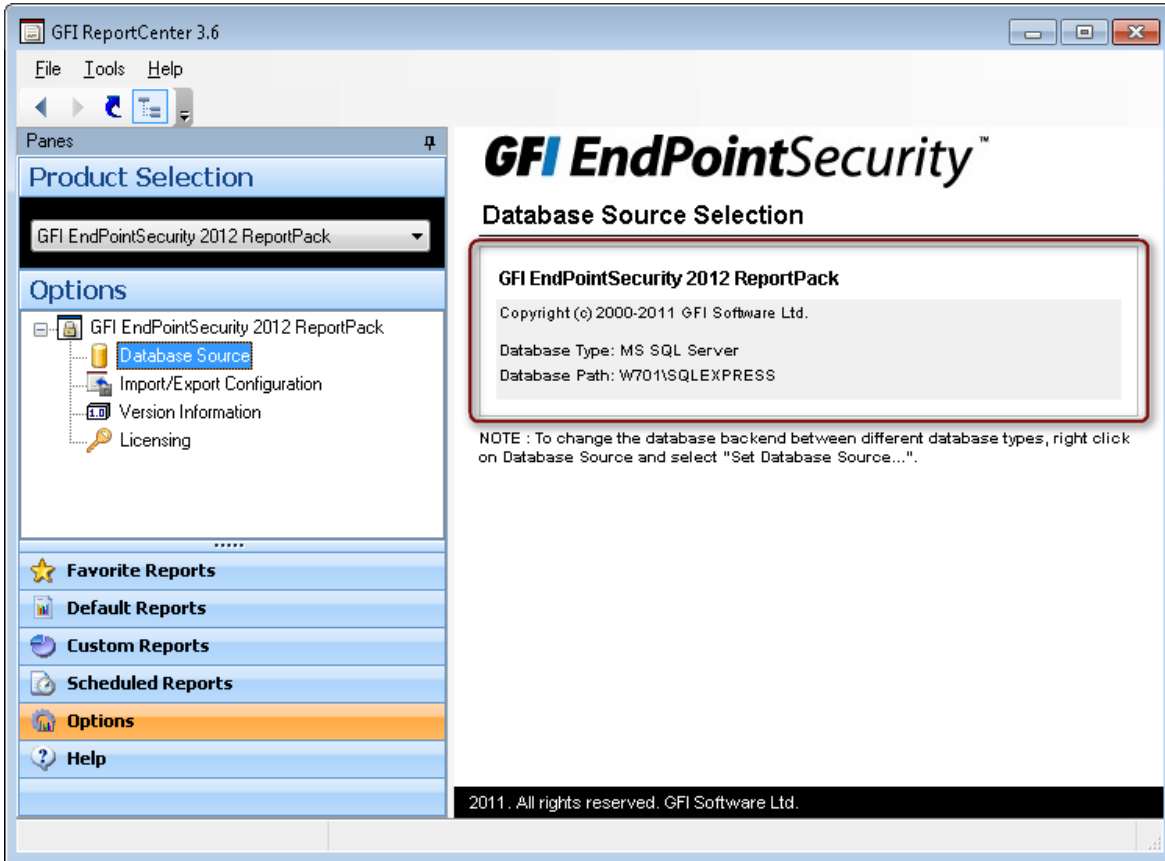 GFI ReportCenter 3.6
File Tools Help
Panes
Product Selection
GFI EndPointSecurity 2012 ReportPack
Options
GFI EndPointSecurity 2012 ReportPack
Database Source
Import/Export Configuration
1.0 Version Information
Licensing
Favorite Reports
Default Reports
Custom Reports
Scheduled Reports
Options
Help
GFI EndPointSecurity™
Database Source Selection
GFI EndPointSecurity 2012 ReportPack
Copyright (c) 2000-2011 GFI Software Ltd.
Database Type: MS SQL Server
Database Path: W701\SQLEXPRESS
NOTE : To change the database backend between different database types, right click
on Database Source and select "Set Database Source...".
2011. All rights reserved. GFI Software Ltd.